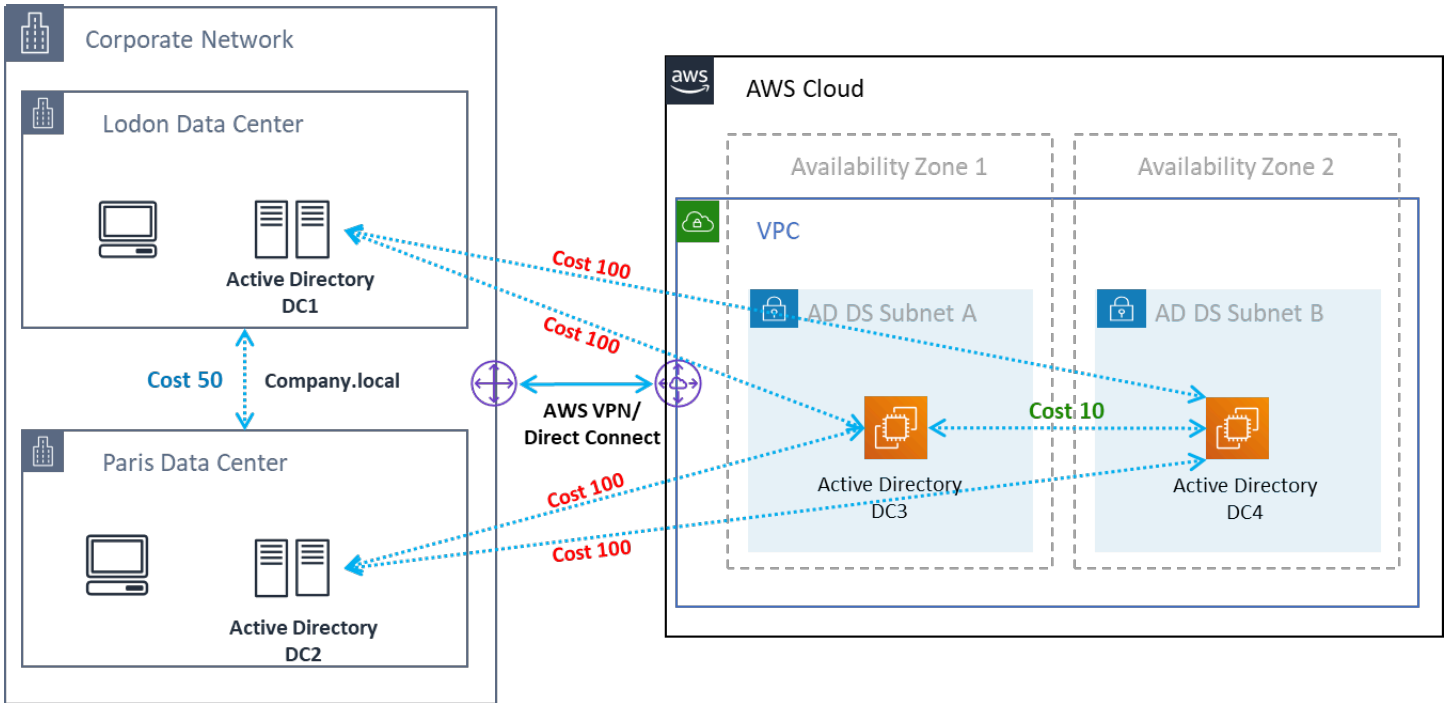 Corporate Network
Lodon Data Center
Active Directory
DC1
Cost 50
Company.local
Paris Data Center
Active Directory
DC2
AWS VPN/
Direct Connect
Cost 100
Cost 100
Cost 100
Cost 100
aws
AWS Cloud
Availability Zone 1
Availability Zone 2
VPC
AD DS Subnet A
AD DS Subnet B
Cost 10
Active Directory
DC3
Active Directory
DC4